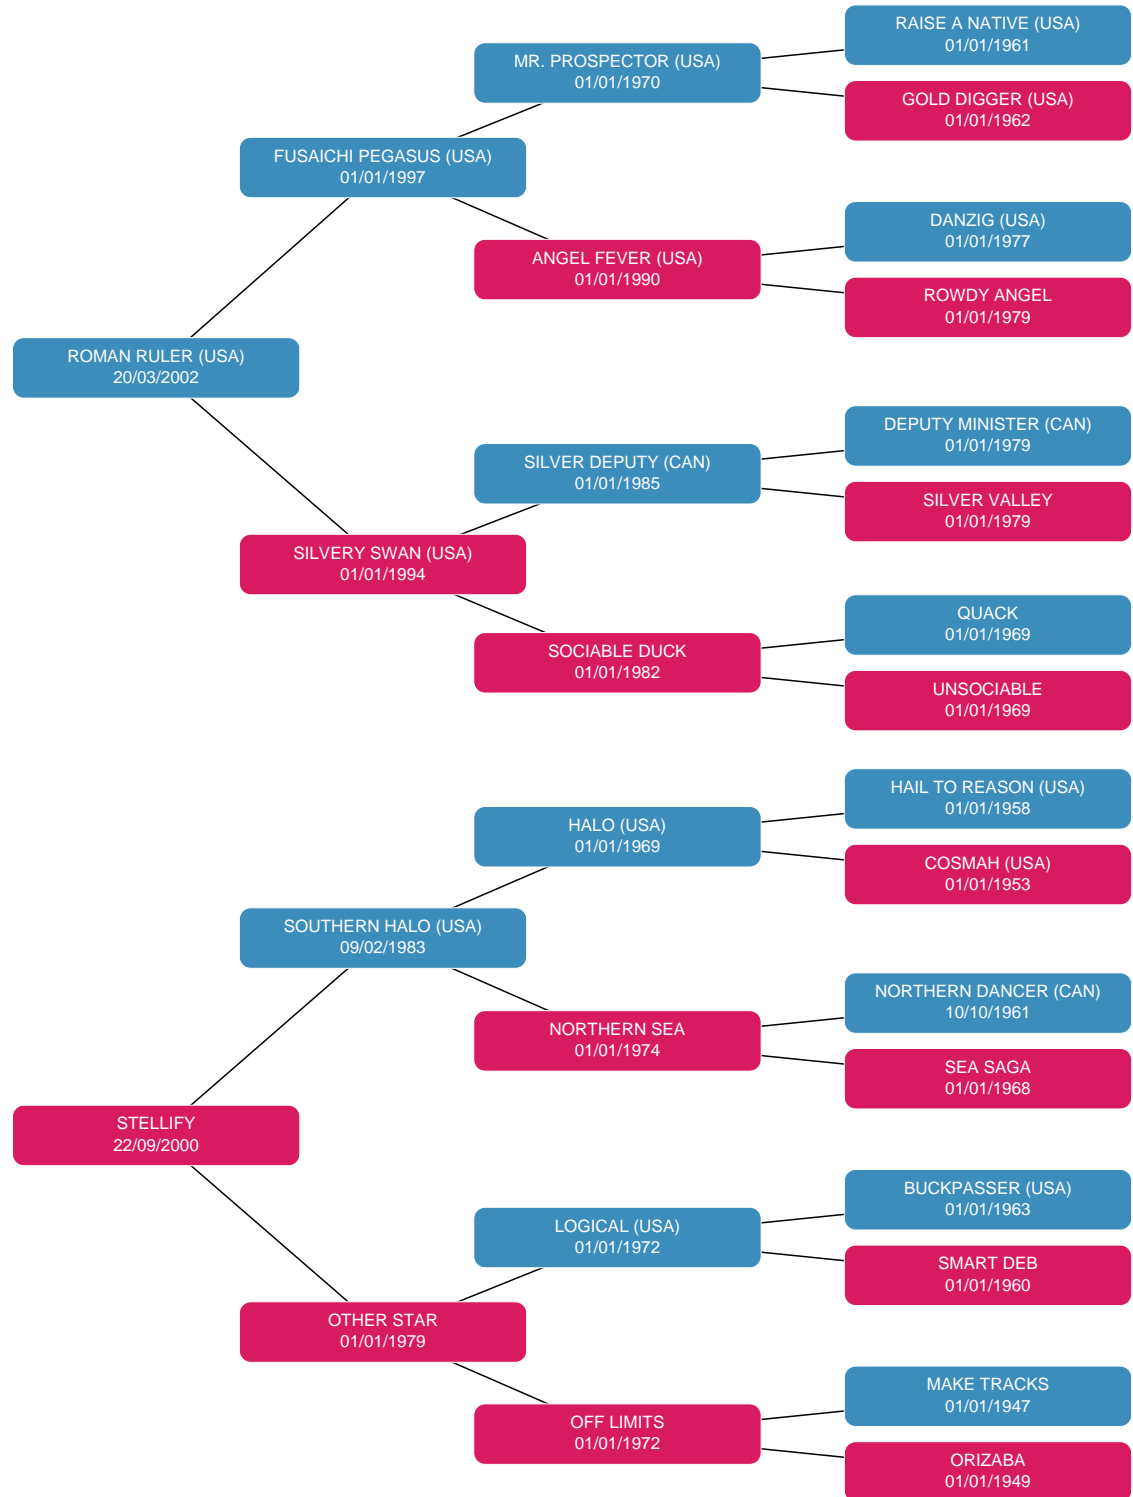 RAISE A NATIVE (USA)
01/01/1961
MR. PROSPECTOR (USA)
01/01/1970
GOLD DIGGER (USA)
01/01/1962
FUSAICHI PEGASUS (USA)
01/01/1997
DANZIG (USA)
01/01/1977
ANGEL FEVER (USA)
01/01/1990
ROWDY ANGEL
01/01/1979
ROMAN RULER (USA)
20/03/2002
DEPUTY MINISTER (CAN)
01/01/1979
SILVER DEPUTY (CAN)
01/01/1985
SILVER VALLEY
01/01/1979
SILVERY SWAN (USA)
01/01/1994
QUACK
01/01/1969
SOCIABLE DUCK
01/01/1982
UNSOCIABLE
01/01/1969
HAIL TO REASON (USA)
01/01/1958
HALO (USA)
01/01/1969
COSMAH (USA)
01/01/1953
SOUTHERN HALO (USA)
09/02/1983
NORTHERN DANCER (CAN)
10/10/1961
NORTHERN SEA
01/01/1974
SEA SAGA
01/01/1968
STELLIFY
22/09/2000
BUCKPASSER (USA)
01/01/1963
LOGICAL (USA)
01/01/1972
SMART DEB
01/01/1960
OTHER STAR
01/01/1979
MAKE TRACKS
01/01/1947
OFF LIMITS
01/01/1972
ORIZABA
01/01/1949